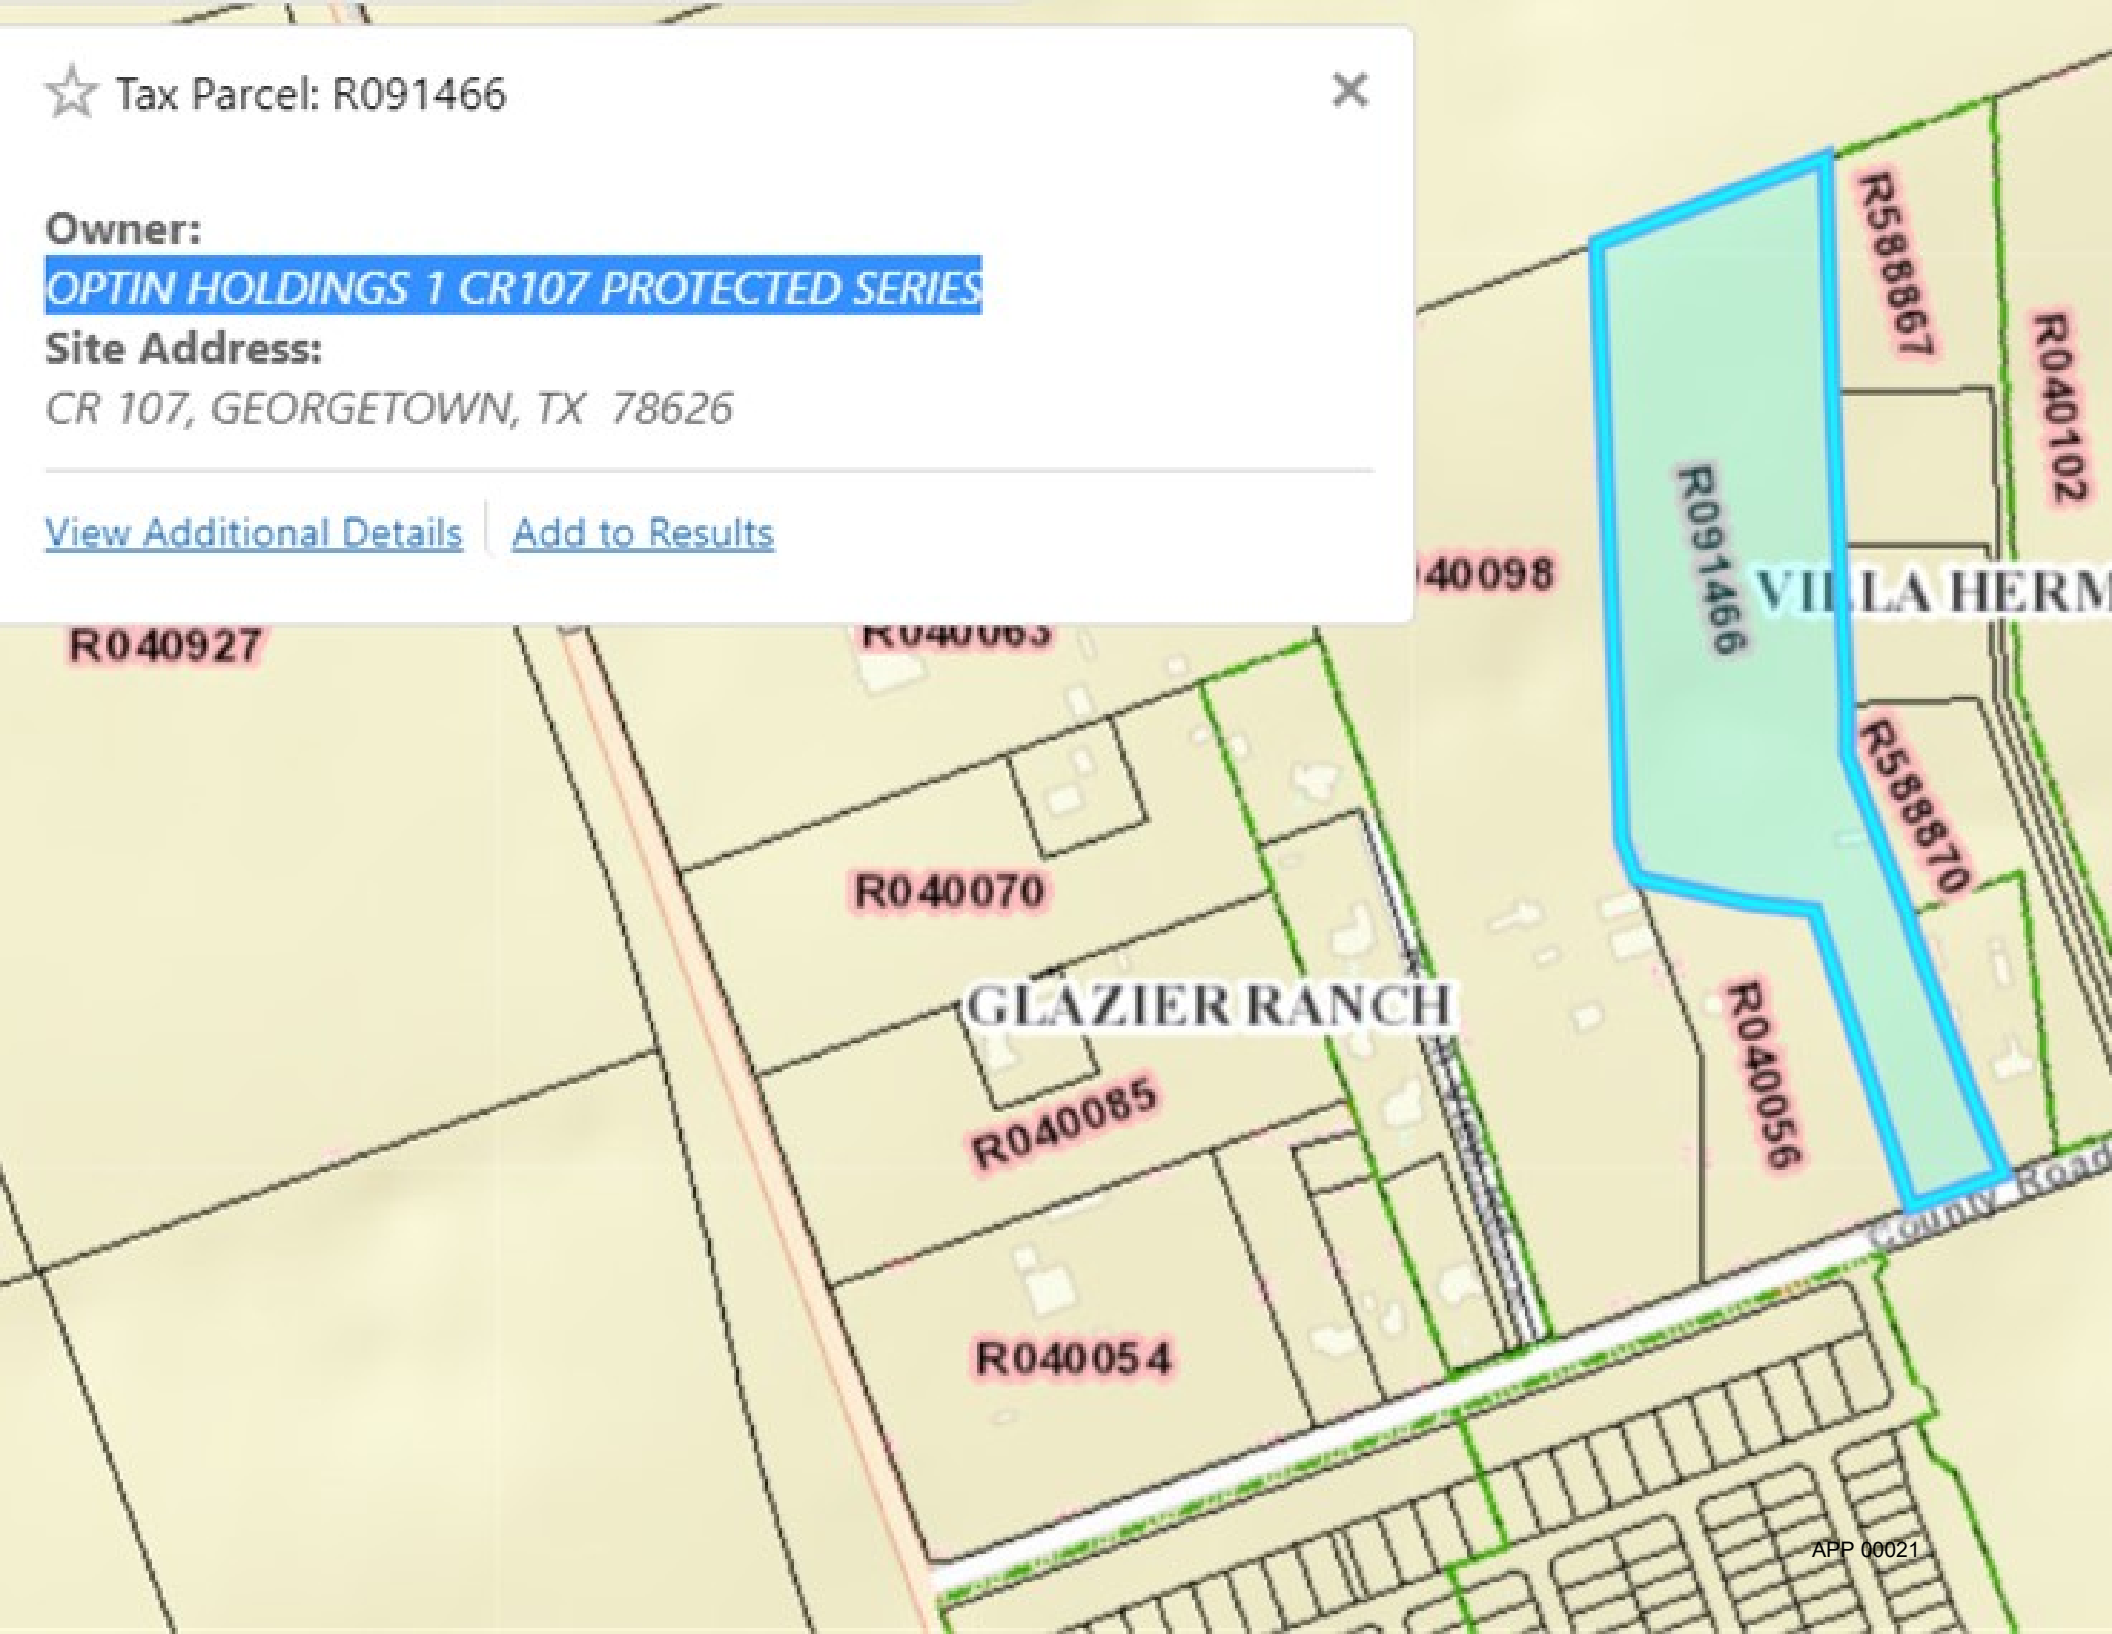 Tax Parcel: R091466
Owner:
OPTIN HOLDINGS 1 CR107 PROTECTED SERIES
Site Address:
CR 107, GEORGETOWN, TX 78626
View Additional Details
Add to Results
R588867
R040102
40098
R091466
VILLA HERM
R040927
R040063
R588870
R040070
GLAZIER RANCH
R040056
R040085
County Road
R040054
APP 00021